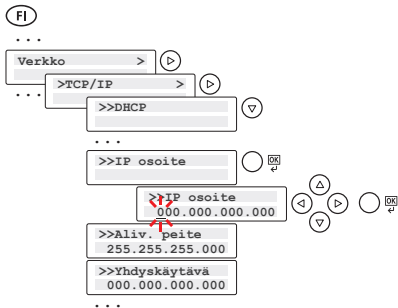 FI
...
Verkko >
... >TCP/IP >
>>DHCP
...
>>IP osoite OK
>>IP osoite
000.000.000.000 OK
>>Aliv. peite
255.255.255.000
>>Yhdyskäytävä
000.000.000.000
...